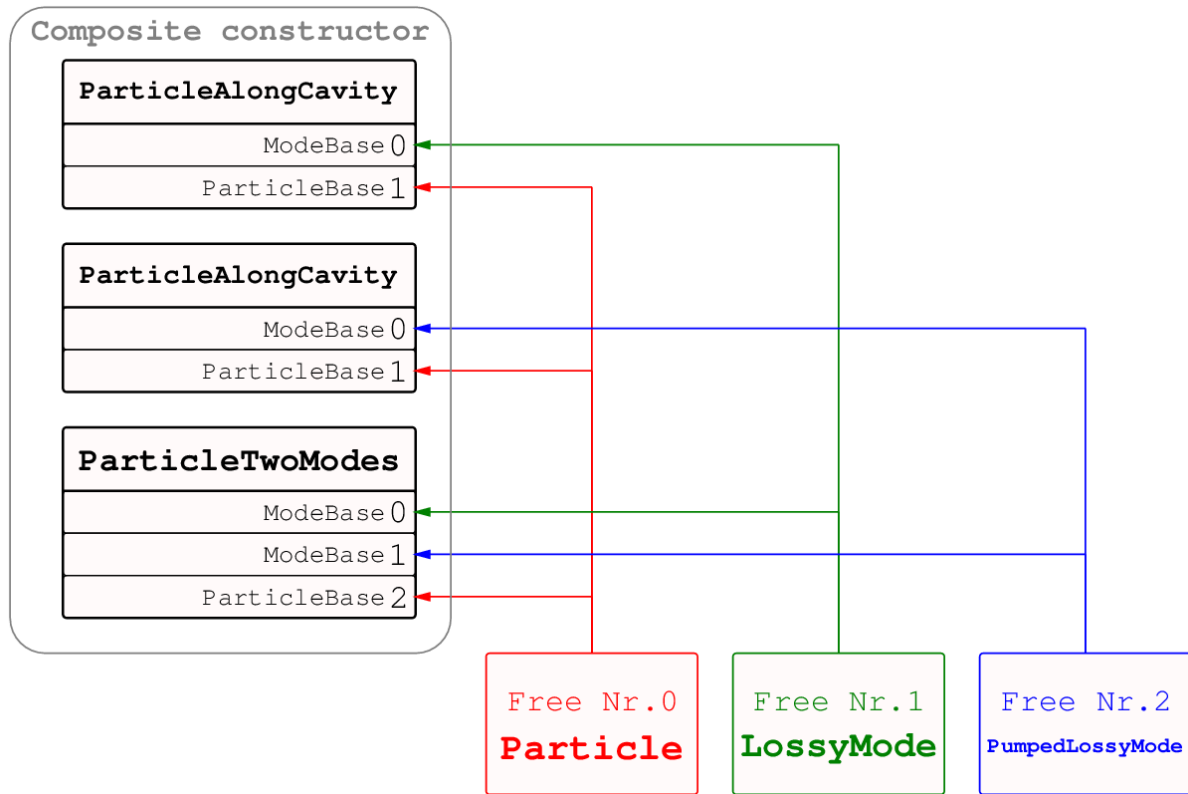 Composite constructor
ParticleAlongCavity
ModeBase 0
ParticleBase 1
ParticleAlongCavity
ModeBase 0
ParticleBase 1
ParticleTwoModes
ModeBase 0
ModeBase 1
ParticleBase 2
Free Nr.0
Particle
Free Nr.1
LossyMode
Free Nr.2
PumpedLossyMode